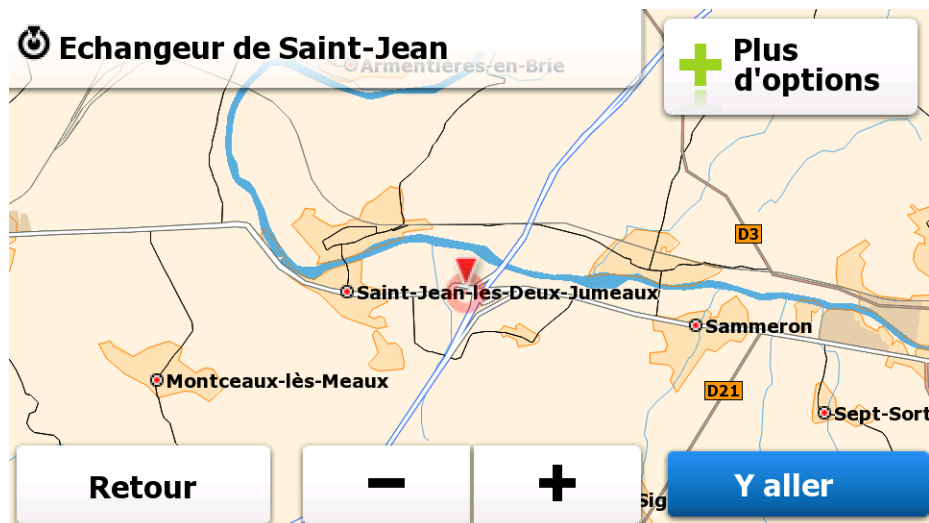 Echangeur de Saint-Jean
Plus
d'options
Armentières-en-Brie
D3
Saint-Jean-les-Deux-Jumeaux
Sammeron
Montceaux-lès-Meaux
D21
Sept-Sort
Retour
−
+
Sig
Y aller